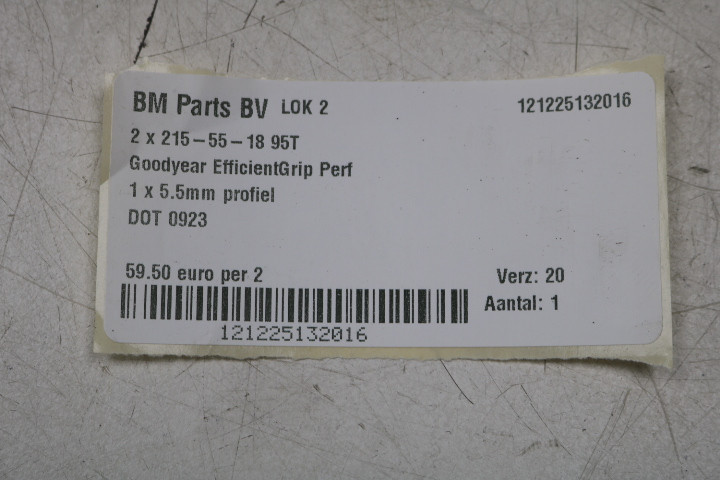 BM Parts BV LOK 2 121225132016
2 x 215-55-18 95T
Goodyear EfficientGrip Perf
1 x 5.5mm profiel
DOT 0923
59.50 euro per 2 Verz: 20
Aantal: 1
121225132016